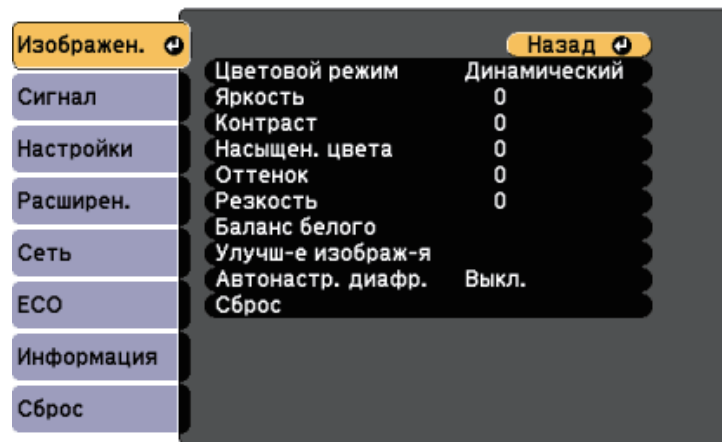 Изображен.
Сигнал
Настройки
Расширен.
Сеть
ECO
Информация
Сброс
Назад
Цветовой режим Динамический
Яркость 0
Контраст 0
Насыщен. цвета 0
Оттенок 0
Резкость 0
Баланс белого
Улучш-е изображ-я
Автонастр. диафр. Выкл.
Сброс